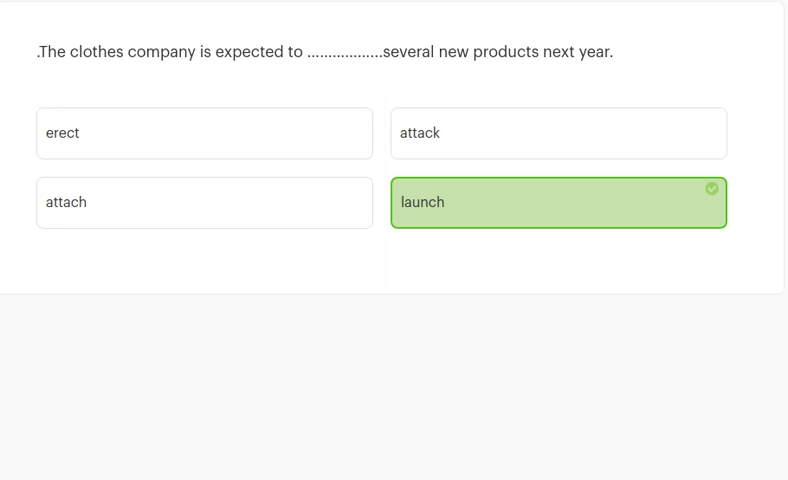 .The clothes company is expected to ..................several new products next year.
erect
attack
attach
launch